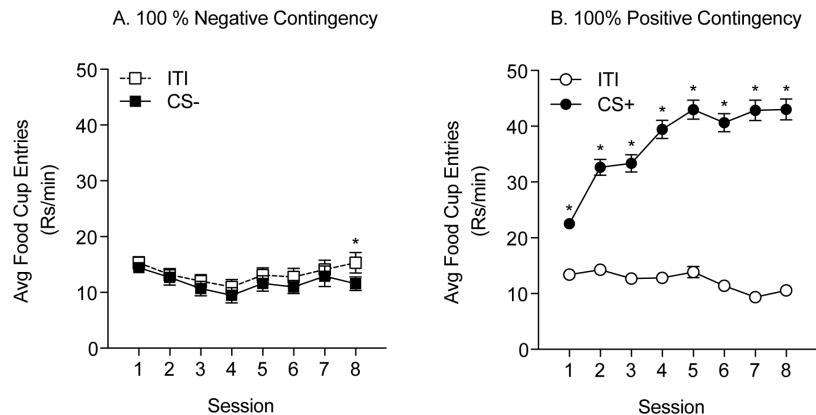 A. 100 % Negative Contingency
50
40
30
20
10
0
ITI
CS-
*
Avg Food Cup Entries
(Rs/min)
1 2 3 4 5 6 7 8
Session
B. 100% Positive Contingency
50
40
30
20
10
0
ITI
CS+
* * * * * * * *
Avg Food Cup Entries
(Rs/min)
1 2 3 4 5 6 7 8
Session